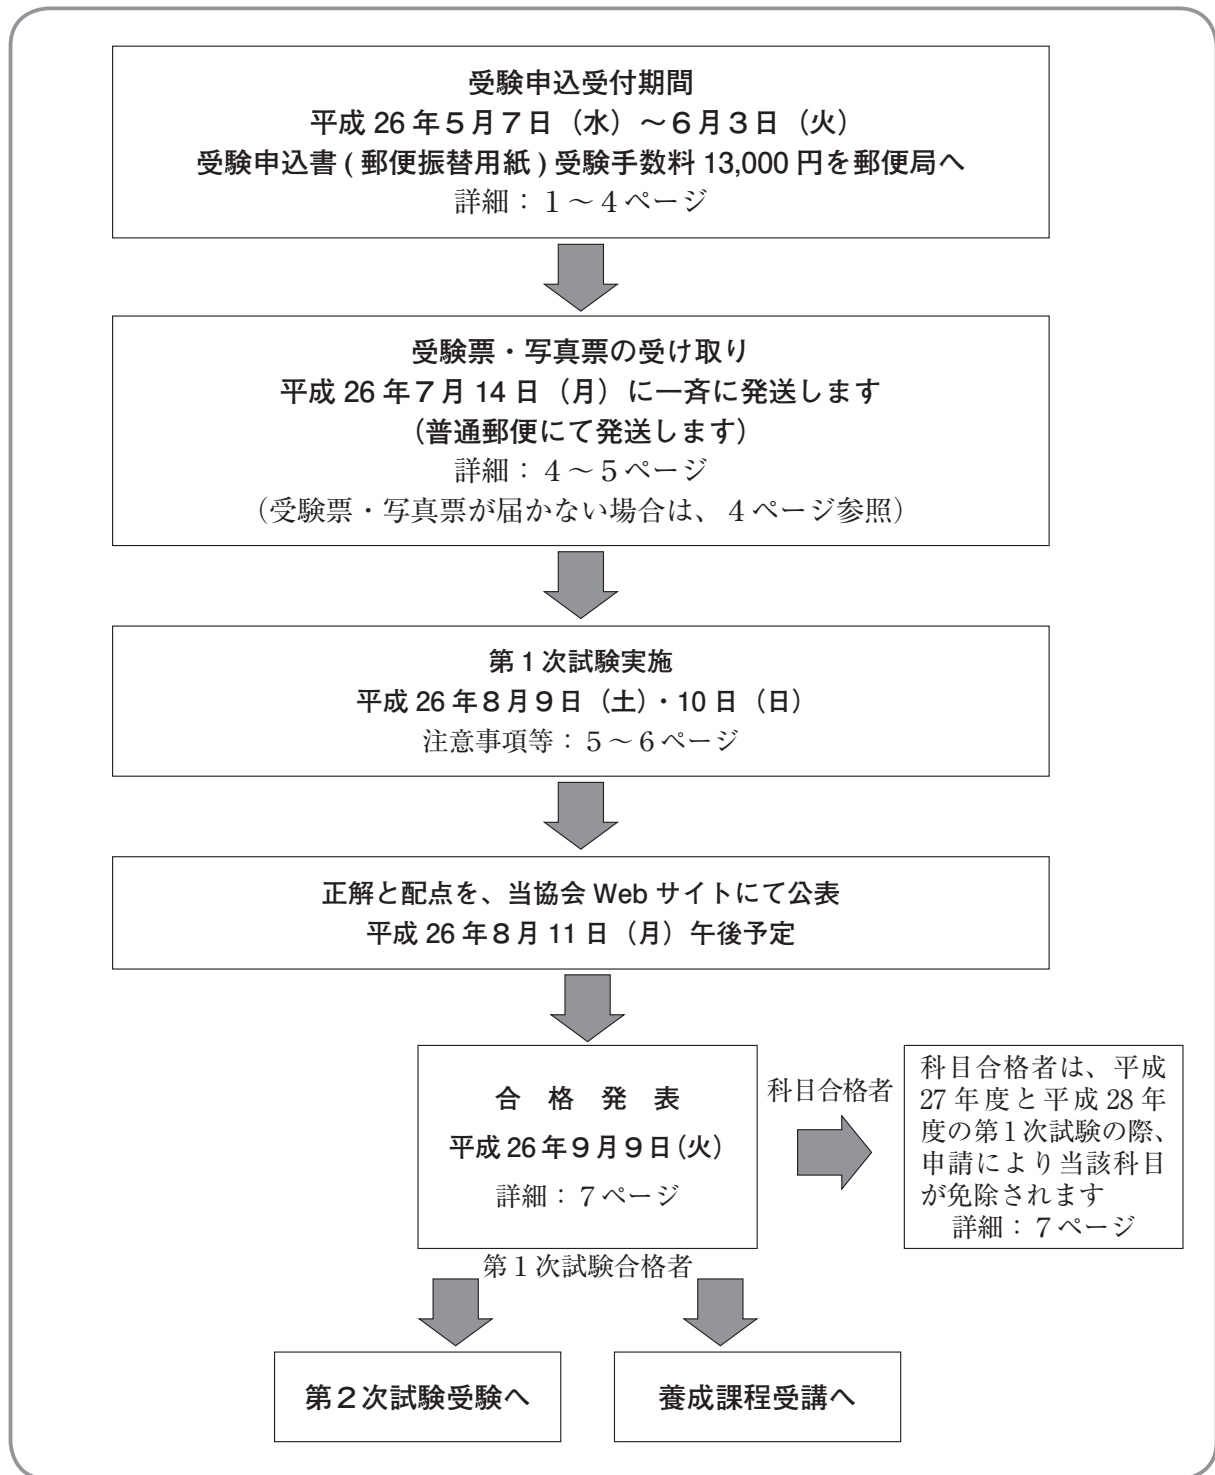 受験申込受付期間
平成 26 年５月７日（水）～６月３日（火）
受験申込書 ( 郵便振替用紙 ) 受験手数料 13,000 円を郵便局へ
詳細：１～４ページ
受験票・写真票の受け取り
平成 26 年７月 14 日（月）に一斉に発送します
（普通郵便にて発送します）
詳細：４～５ページ
（受験票・写真票が届かない場合は、４ページ参照）
第１次試験実施
平成 26 年８月９日（土）・10 日（日）
注意事項等：５～６ページ
正解と配点を、当協会 Web サイトにて公表
平成 26 年８月 11 日（月）午後予定
合　格　発　表
平成 26 年９月９日（火）
詳細：７ページ
科目合格者
科目合格者は、平成
27 年度と平成 28 年
度の第１次試験の際、
申請により当該科目
が免除されます
詳細：７ページ
第１次試験合格者
第２次試験受験へ
養成課程受講へ